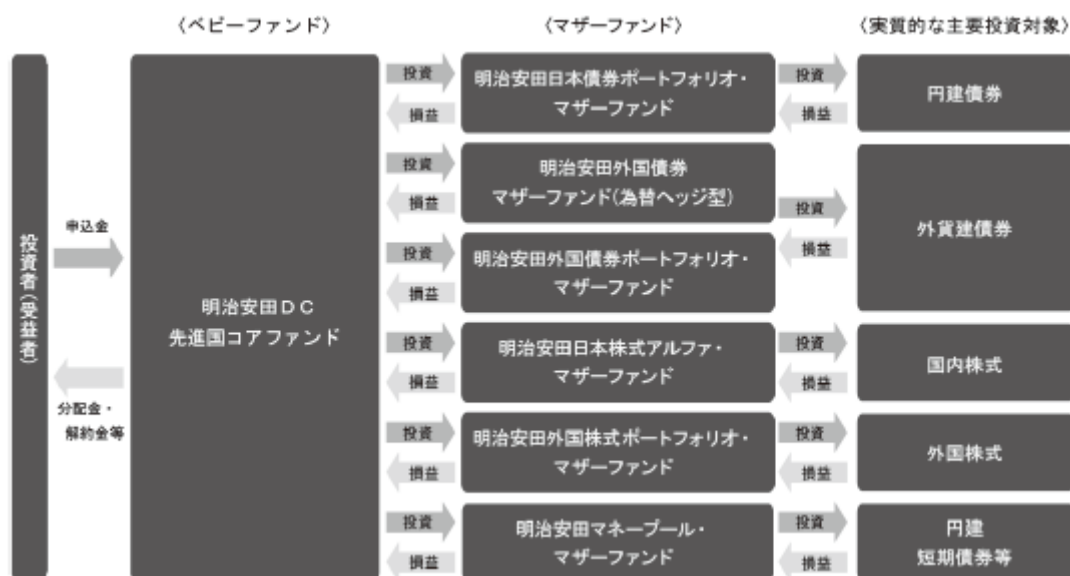 〈ベビーファンド〉
〈マザーファンド〉
〈実質的な主要投資対象〉
投資者(受益者)
申込金
分配金・
解約金等
明治安田DC
先進国コアファンド
投資
損益
明治安田日本債券ポートフォリオ・
マザーファンド
投資
損益
円建債券
投資
損益
明治安田外国債券
マザーファンド(為替ヘッジ型)
投資
損益
明治安田外国債券ポートフォリオ・
マザーファンド
投資
損益
外貨建債券
投資
損益
明治安田日本株式アルファ・
マザーファンド
投資
損益
国内株式
投資
損益
明治安田外国株式ポートフォリオ・
マザーファンド
投資
損益
外国株式
投資
損益
明治安田マネープール・
マザーファンド
投資
損益
円建
短期債券等